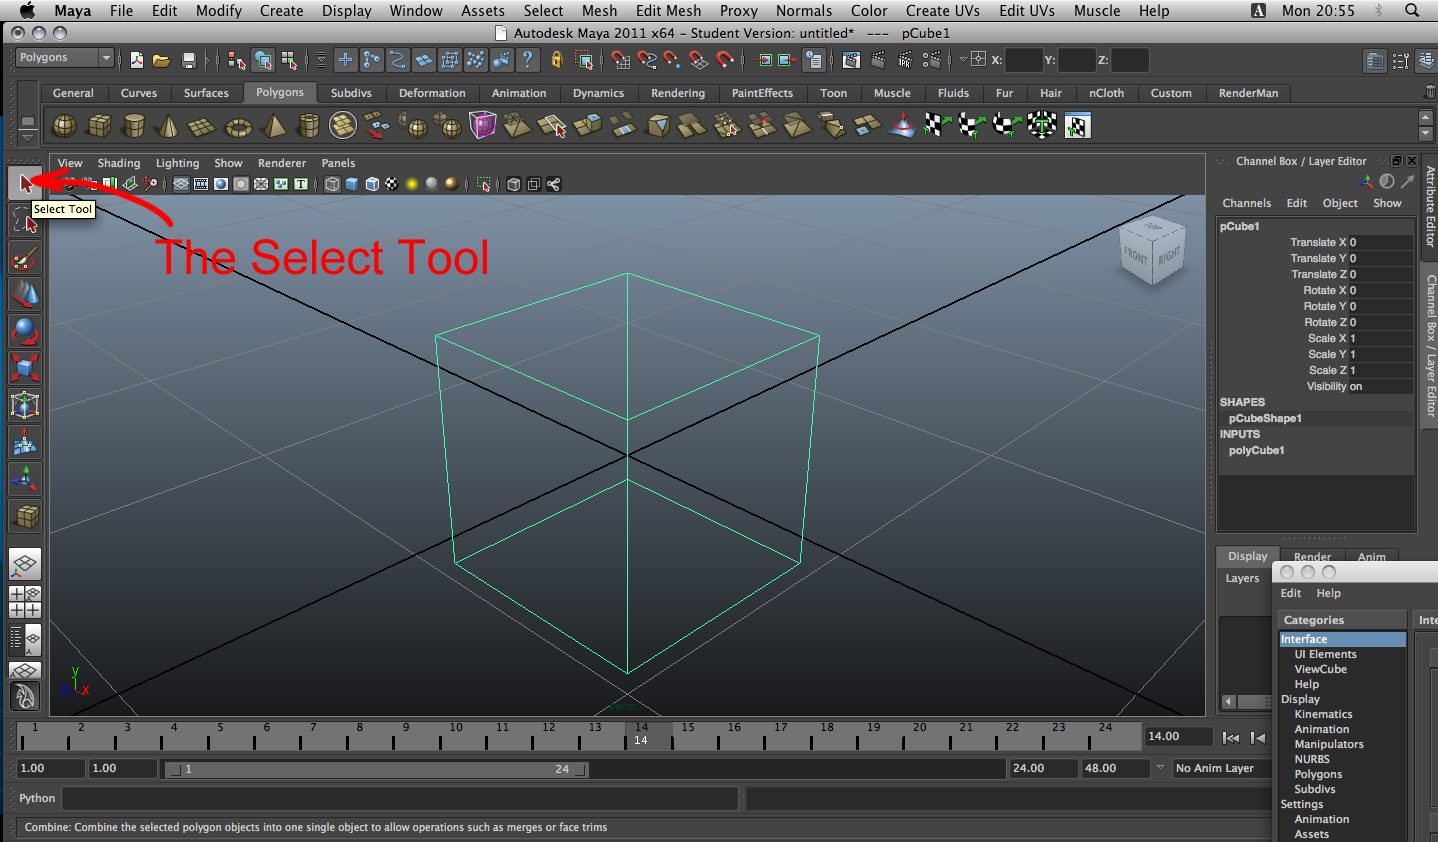 Maya File Edit Modify Create Display Window Assets Select Mesh Edit Mesh Proxy Normals Color Create UVs Edit UVs Muscle Help A Mon 20:55
Autodesk Maya 2011 x64 - Student Version: untitled* --- pCube1
Polygons X: Y: Z:
General Curves Surfaces Polygons Subdivs Deformation Animation Dynamics Rendering PaintEffects Toon Muscle Fluids Fur Hair nCloth Custom RenderMan
View Shading Lighting Show Renderer Panels
Select Tool
The Select Tool
TOP
FRONT RIGHT
persp
y
x
Channel Box / Layer Editor
Channels Edit Object Show
pCube1
Translate X 0
Translate Y 0
Translate Z 0
Rotate X 0
Rotate Y 0
Rotate Z 0
Scale X 1
Scale Y 1
Scale Z 1
Visibility on
SHAPES
pCubeShape1
INPUTS
polyCube1
Attribute Editor
Channel Box / Layer Editor
Display Render Anim
Layers
Edit Help
Categories
Interface
UI Elements
ViewCube
Help
Display
Kinematics
Animation
Manipulators
NURBS
Polygons
Subdivs
Settings
Animation
Assets
1 2 3 4 5 6 7 8 9 10 11 12 13 14 15 16 17 18 19 20 21 22 23 24
14
14.00
1.00 1.00 1 24 24.00 48.00 No Anim Layer
Python
Combine: Combine the selected polygon objects into one single object to allow operations such as merges or face trims